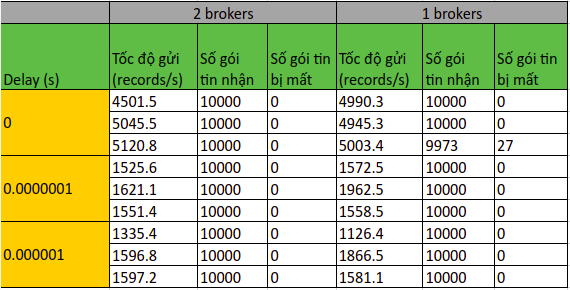 2 brokers 1 brokers
Delay (s) Tốc độ gửi (records/s) Số gói tin nhận Số gói tin bị mất Tốc độ gửi (records/s) Số gói tin nhận Số gói tin bị mất
0 4501.5 10000 0 4990.3 10000 0
5045.5 10000 0 4945.3 10000 0
5120.8 10000 0 5003.4 9973 27
0.0000001 1525.6 10000 0 1572.5 10000 0
1621.1 10000 0 1962.5 10000 0
1551.4 10000 0 1558.5 10000 0
0.000001 1335.4 10000 0 1126.4 10000 0
1596.8 10000 0 1866.5 10000 0
1597.2 10000 0 1581.1 10000 0